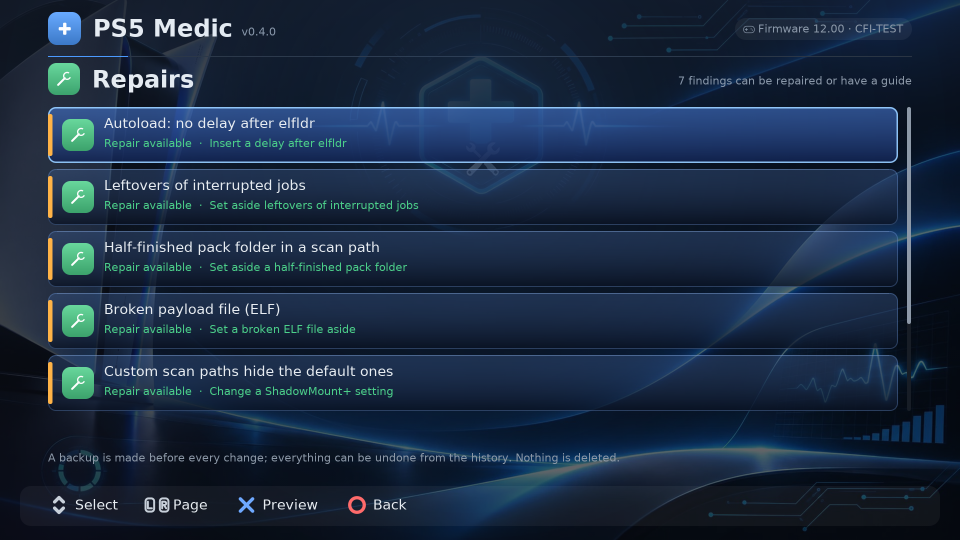 PS5 Medic v0.4.0
Firmware 12.00 · CFI-TEST
Repairs
7 findings can be repaired or have a guide
Autoload: no delay after elfldr
Repair available · Insert a delay after elfldr
Leftovers of interrupted jobs
Repair available · Set aside leftovers of interrupted jobs
Half-finished pack folder in a scan path
Repair available · Set aside a half-finished pack folder
Broken payload file (ELF)
Repair available · Set a broken ELF file aside
Custom scan paths hide the default ones
Repair available · Change a ShadowMount+ setting
A backup is made before every change; everything can be undone from the history. Nothing is deleted.
Select L R Page Preview Back